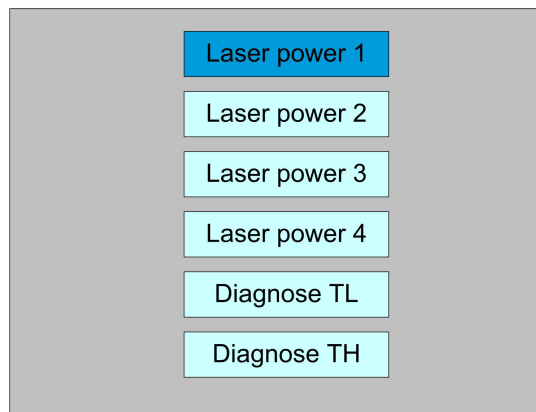 Laser power 1
Laser power 2
Laser power 3
Laser power 4
Diagnose TL
Diagnose TH